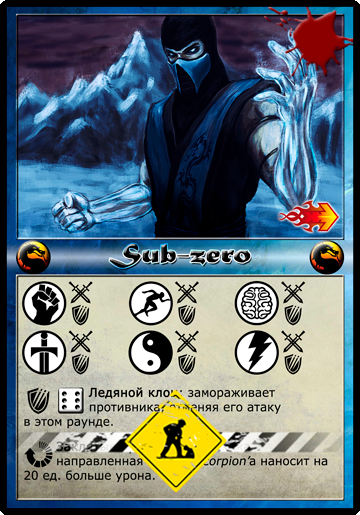 Sub-zero
Ледяной клон: замораживает
противника, отменяя его атаку
в этом раунде.
направленная Scorpion'а наносит на
20 ед. больше урона.